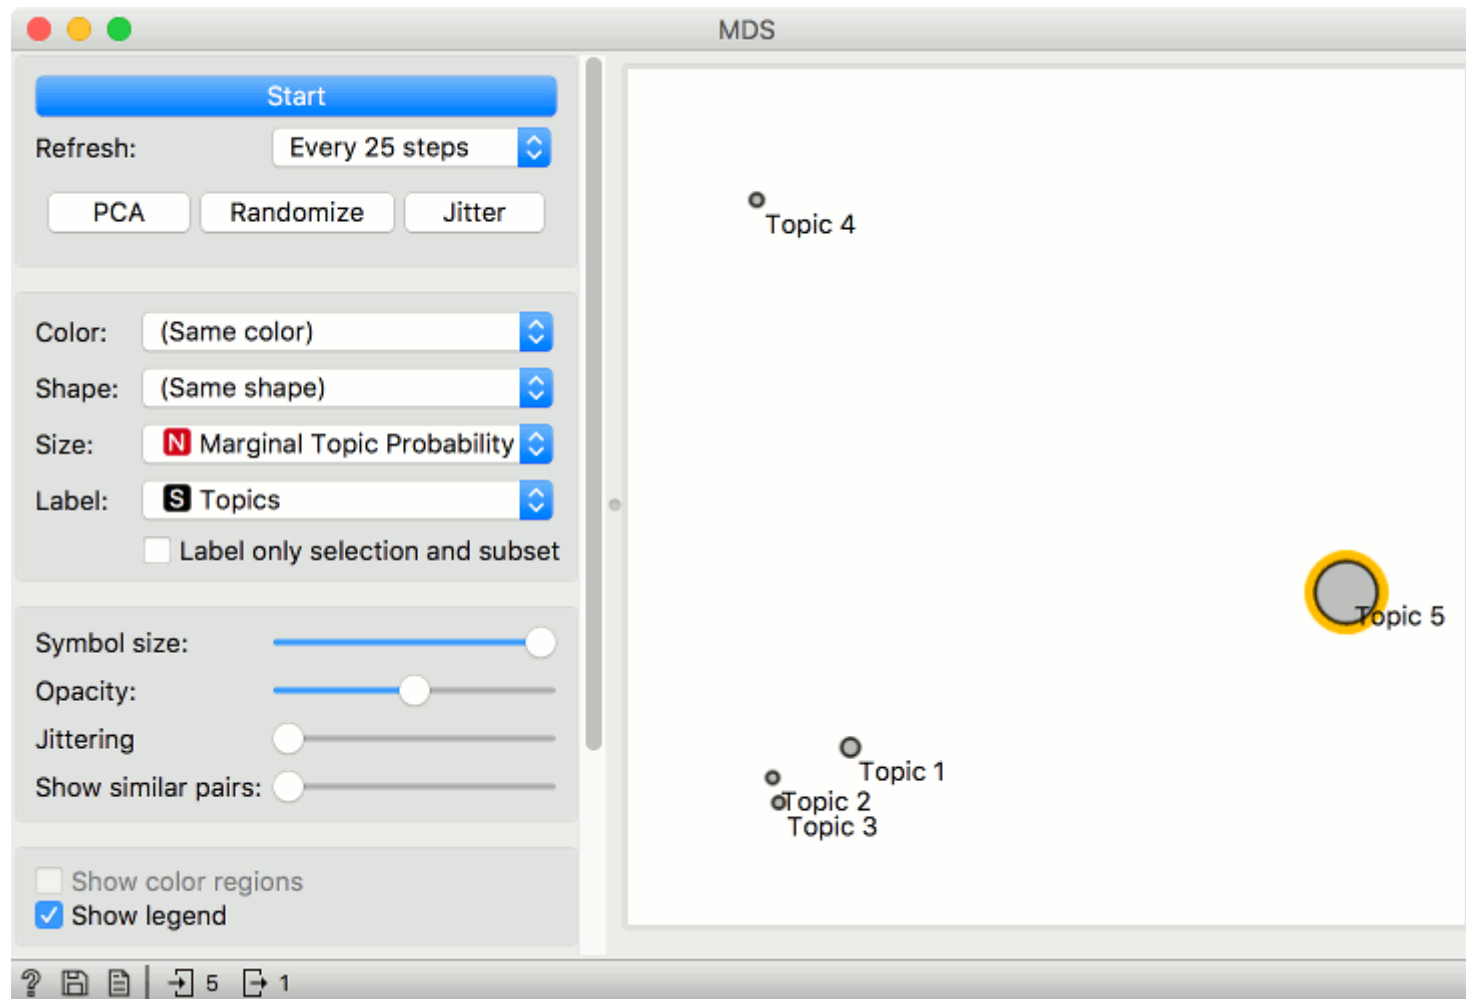 MDS
Start
Refresh: Every 25 steps
PCA Randomize Jitter
Color: (Same color)
Shape: (Same shape)
Size: N Marginal Topic Probability
Label: S Topics
Label only selection and subset
Symbol size:
Opacity:
Jittering
Show similar pairs:
Show color regions
Show legend
? 5 1
Topic 4
Topic 5
Topic 1
Topic 2
Topic 3